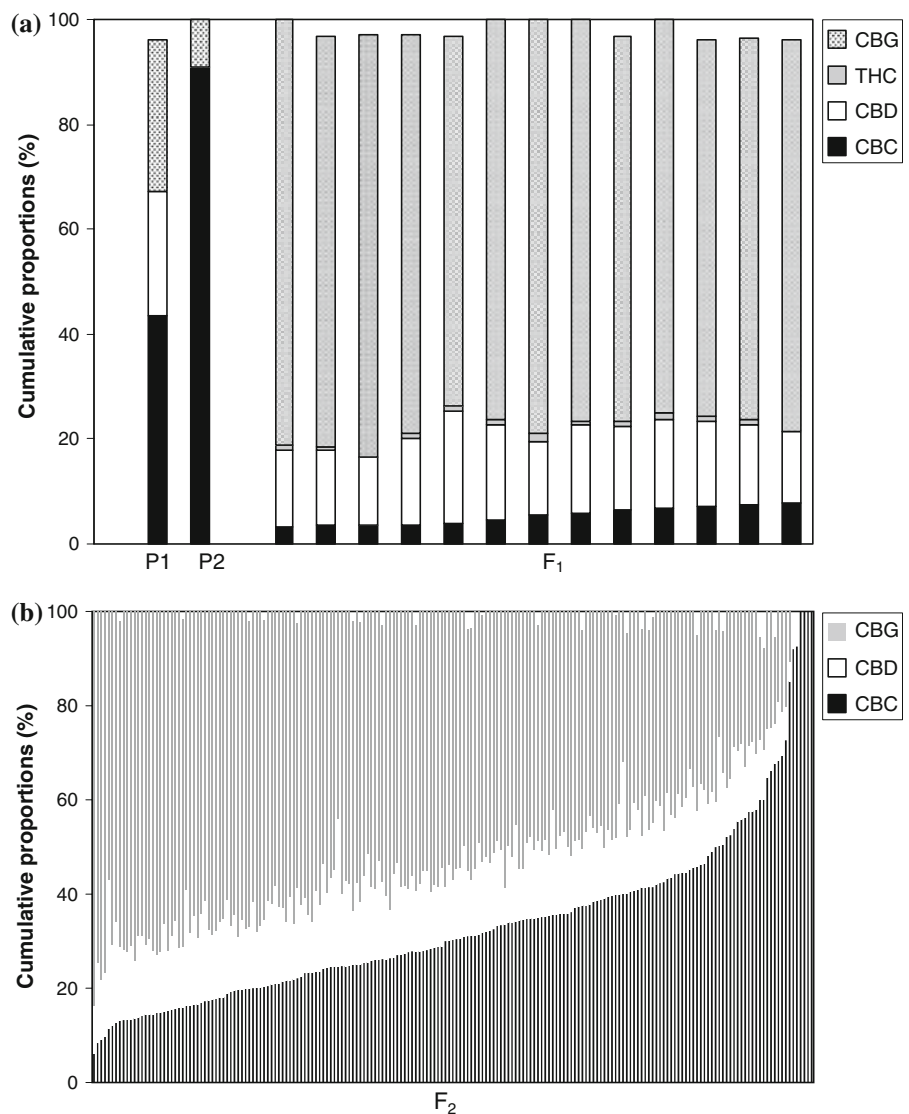 (a)
Cumulative proportions (%)
100
80
60
40
20
0
P1 P2 F₁
CBG
THC
CBD
CBC
(b)
Cumulative proportions (%)
100
80
60
40
20
0
F₂
CBG
CBD
CBC